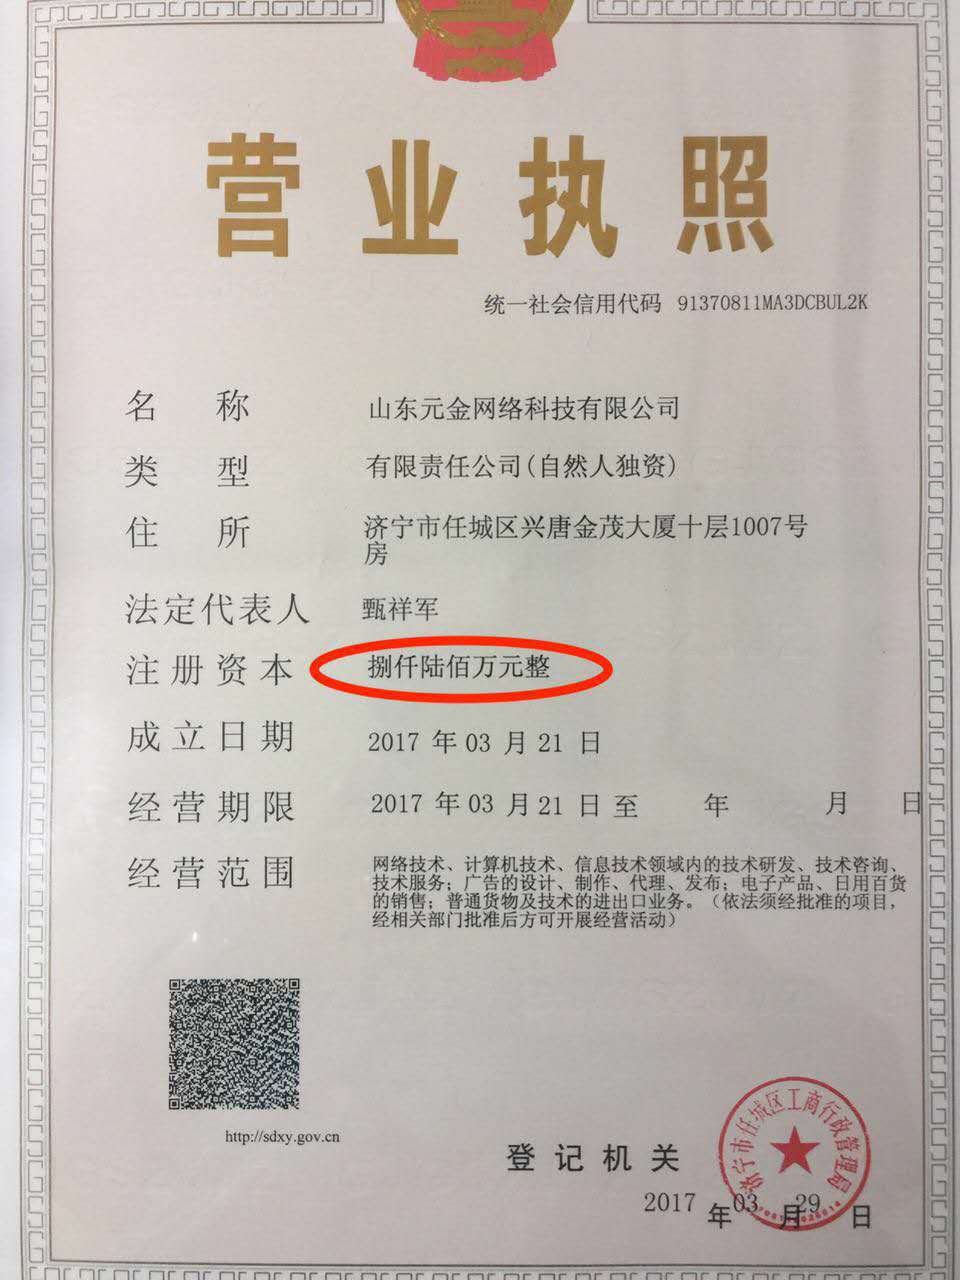 营业执照
统一社会信用代码 91370811MA3DCBUL2K
名称 山东元金网络科技有限公司
类型 有限责任公司(自然人独资)
住所 济宁市任城区兴唐金茂大厦十层1007号
房
法定代表人 甄祥军
注册资本 捌仟陆佰万元整
成立日期 2017 年 03 月 21 日
经营期限 2017 年 03 月 21 日 至 年 月 日
经营范围 网络技术、计算机技术、信息技术领域内的技术研发、技术咨询、
技术服务；广告的设计、制作、代理、发布；电子产品、日用百货
的销售；普通货物及技术的进出口业务。（依法须经批准的项目，
经相关部门批准后方可开展经营活动）
http://sdxy.gov.cn
济宁市任城区工商行政管理局
登记机关
2017 年 03 月 29 日